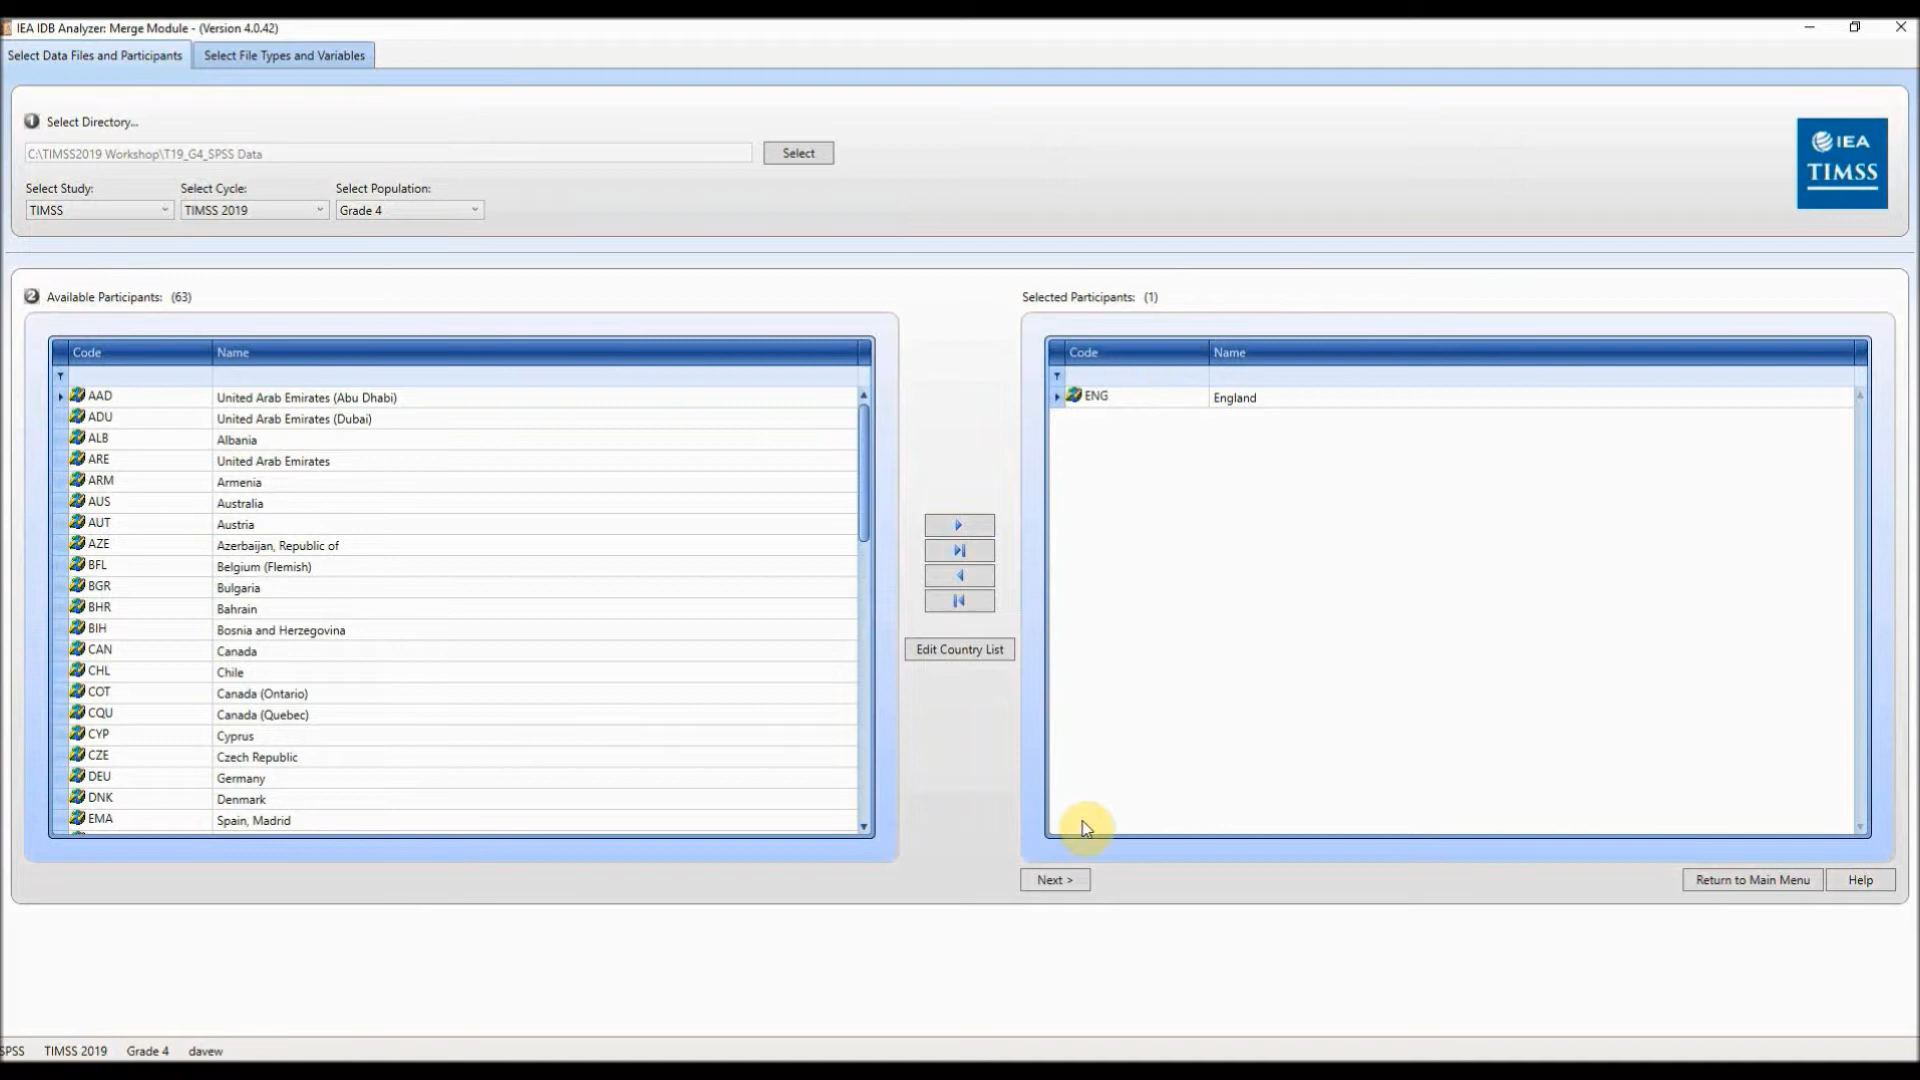 IEA IDB Analyzer: Merge Module - (Version 4.0.42)
Select Data Files and Participants
Select File Types and Variables
1 Select Directory...
C:\TIMSS2019 Workshop\T19_G4_SPSS Data
Select
IEA
TIMSS
Select Study: Select Cycle: Select Population:
TIMSS TIMSS 2019 Grade 4
2 Available Participants: (63)
Code Name
AAD United Arab Emirates (Abu Dhabi)
ADU United Arab Emirates (Dubai)
ALB Albania
ARE United Arab Emirates
ARM Armenia
AUS Australia
AUT Austria
AZE Azerbaijan, Republic of
BFL Belgium (Flemish)
BGR Bulgaria
BHR Bahrain
BIH Bosnia and Herzegovina
CAN Canada
CHL Chile
COT Canada (Ontario)
CQU Canada (Quebec)
CYP Cyprus
CZE Czech Republic
DEU Germany
DNK Denmark
EMA Spain, Madrid
Edit Country List
Selected Participants: (1)
Code Name
ENG England
Next >
Return to Main Menu
Help
SPSS TIMSS 2019 Grade 4 davew